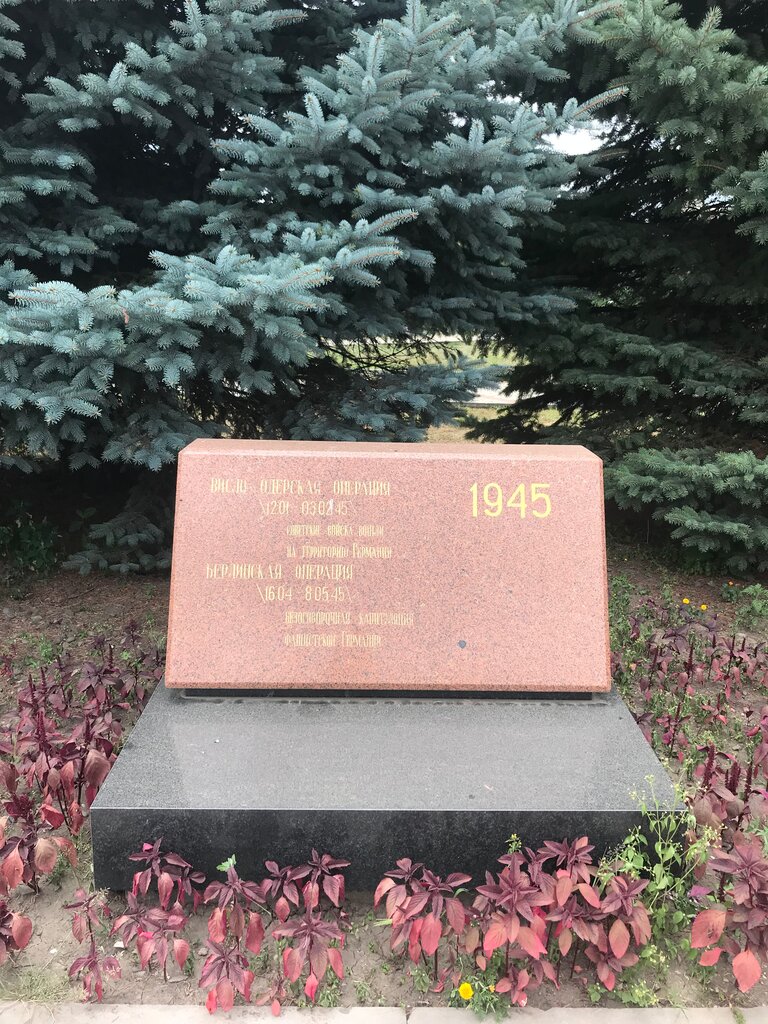 ВИСЛО - ОДЕРСКАЯ ОПЕРАЦИЯ
1945
\12.01 - 03.02.45\
СОВЕТСКИЕ ВОЙСКА ВОШЛИ
НА ТЕРРИТОРИЮ ГЕРМАНИИ
БЕРЛИНСКАЯ ОПЕРАЦИЯ
\16.04 - 8.05.45\
БЕЗОГОВОРОЧНАЯ КАПИТУЛЯЦИЯ
ФАШИСТСКОЙ ГЕРМАНИИ